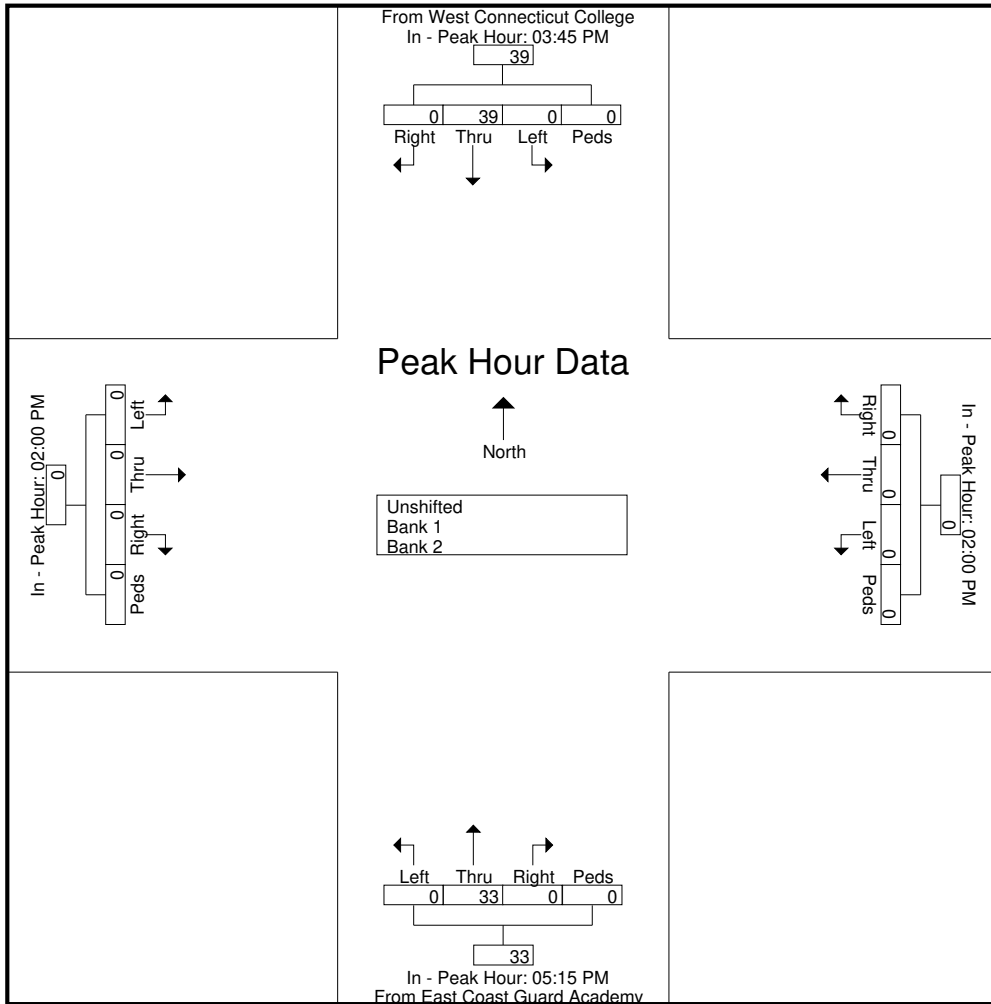 From West Connecticut College
In - Peak Hour: 03:45 PM
39
0 39 0 0
Right Thru Left Peds
Peak Hour Data
North
Unshifted
Bank 1
Bank 2
In - Peak Hour: 02:00 PM
0
0 0 0 0
Left Thru Right Peds
Right Thru Left Peds
0 0 0 0
0
In - Peak Hour: 02:00 PM
Left Thru Right Peds
0 33 0 0
33
In - Peak Hour: 05:15 PM
From East Coast Guard Academy